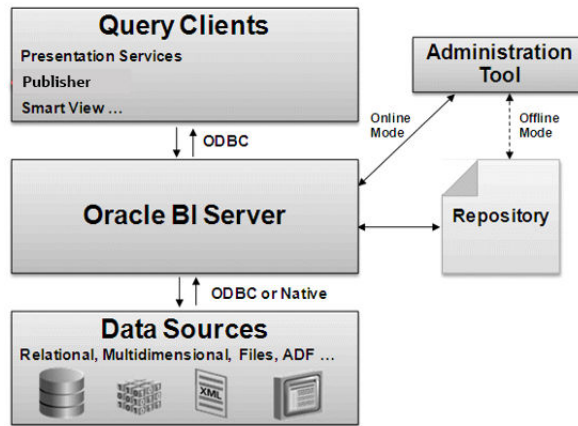 Query Clients
Presentation Services
Publisher
Smart View ...
Administration
Tool
Online
Mode
Offline
Mode
ODBC
Oracle BI Server
Repository
ODBC or Native
Data Sources
Relational, Multidimensional, Files, ADF ...
XML